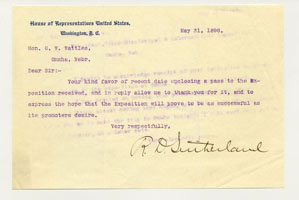 House of Representatives United States,
Washington, D. C.
May 31, 1898.
Hon. G. W. Wattles,
Omaha, Nebr.
Dear Sir:-
Your kind favor of recent date enclosing a pass to the Exposition
received, and in reply allow me to thank you for it, and to
express the hope that the Exposition will prove to be as successful as
its promoters desire.
Very respectfully,
R. D. Sutherland